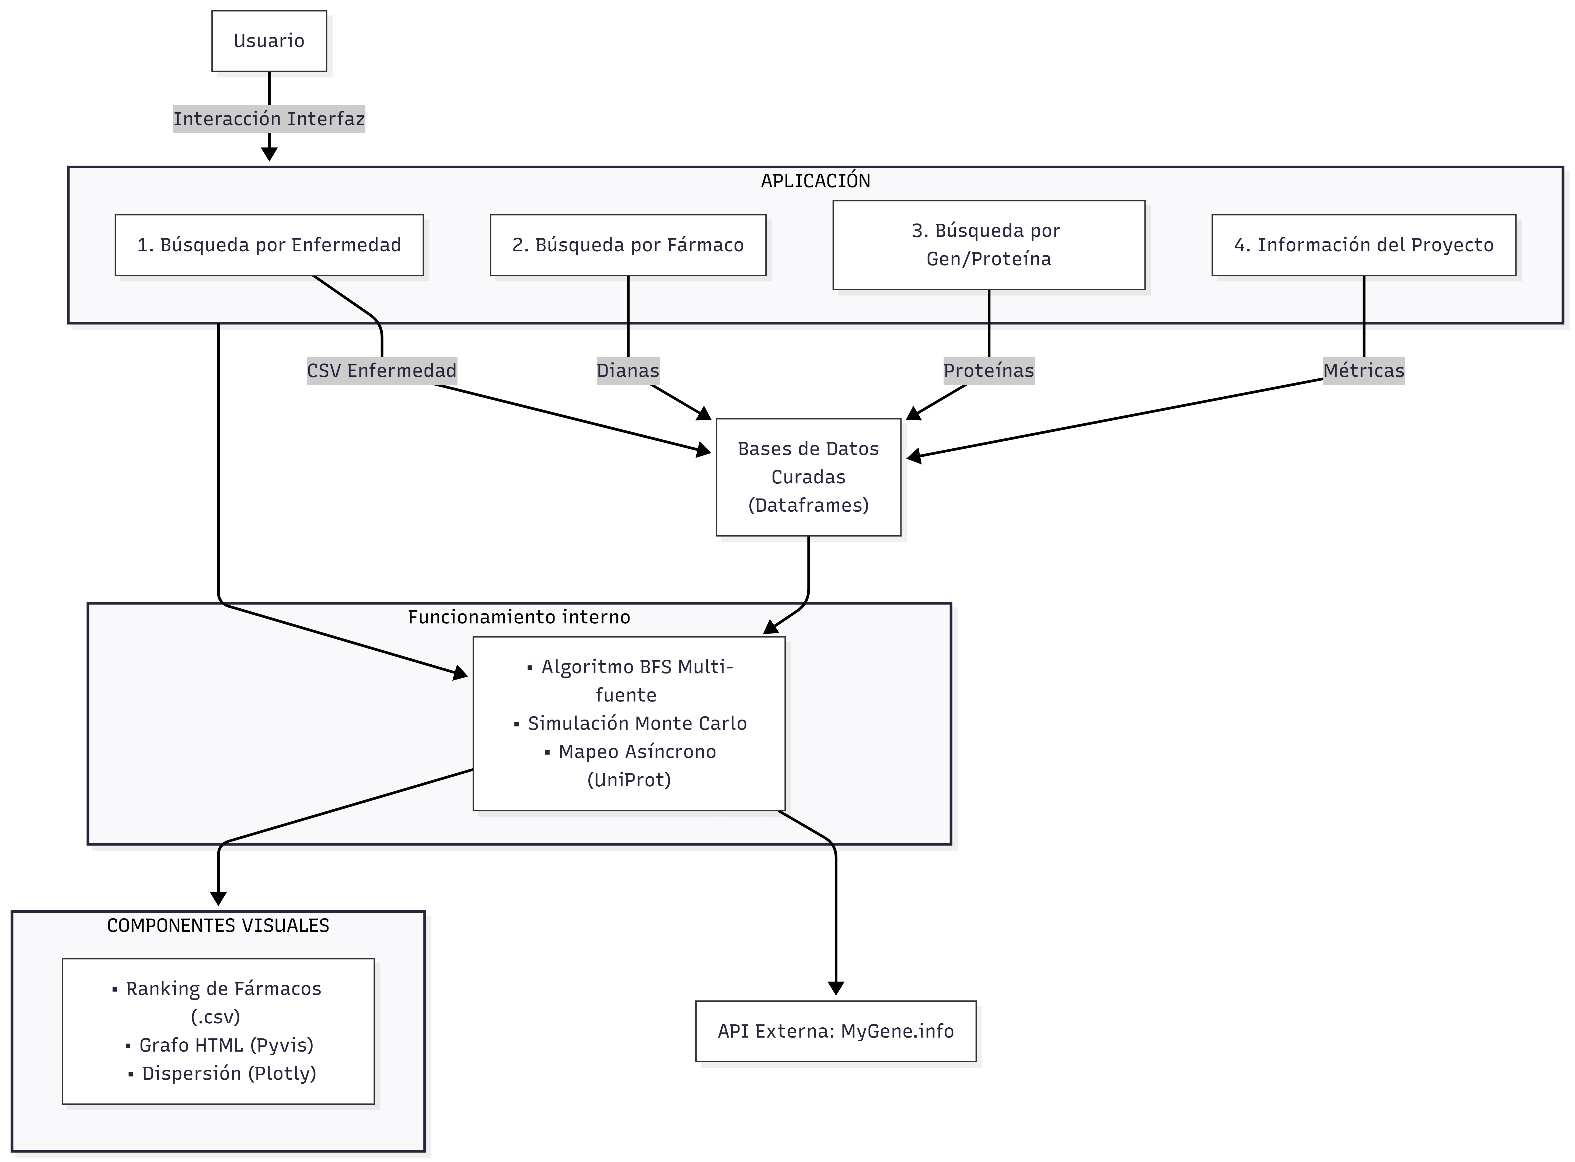 Usuario
Interacción Interfaz
APLICACIÓN
1. Búsqueda por Enfermedad
2. Búsqueda por Fármaco
3. Búsqueda por
Gen/Proteína
4. Información del Proyecto
CSV Enfermedad
Dianas
Proteínas
Métricas
Bases de Datos
Curadas
(Dataframes)
Funcionamiento interno
▪ Algoritmo BFS Multi-
fuente
▪ Simulación Monte Carlo
▪ Mapeo Asíncrono
(UniProt)
COMPONENTES VISUALES
▪ Ranking de Fármacos
(.csv)
▪ Grafo HTML (Pyvis)
▪ Dispersión (Plotly)
API Externa: MyGene.info